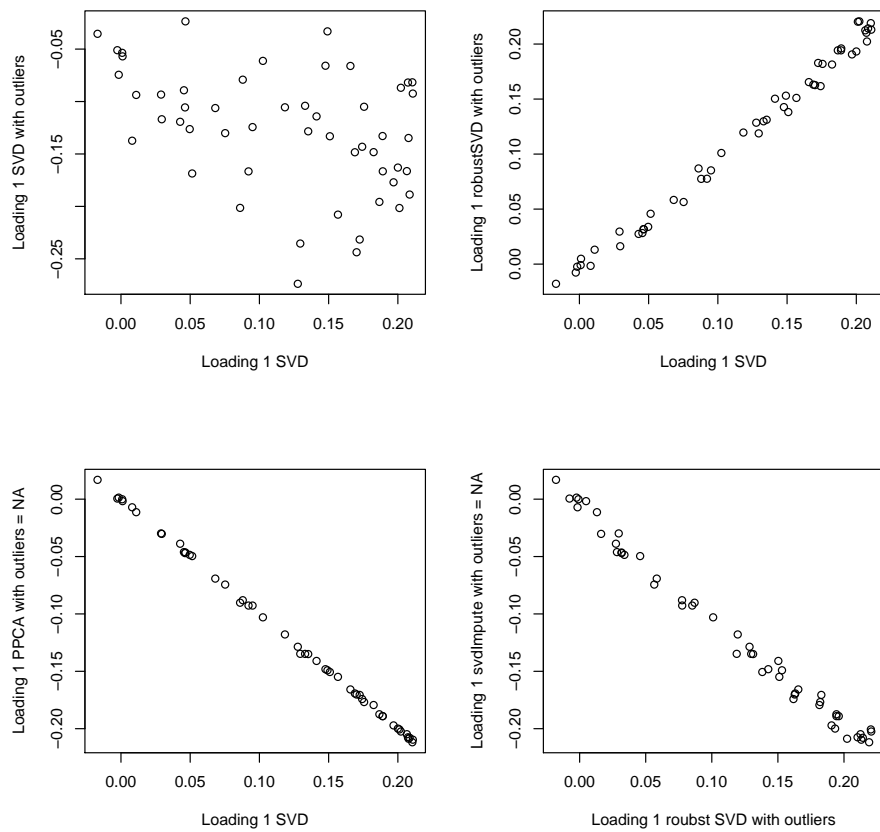 Loading 1 SVD with outliers
−0.05
−0.15
−0.25
0.00 0.05 0.10 0.15 0.20
Loading 1 SVD
Loading 1 robustSVD with outliers
0.20
0.15
0.10
0.05
0.00
0.00 0.05 0.10 0.15 0.20
Loading 1 SVD
Loading 1 PPCA with outliers = NA
0.00
−0.05
−0.10
−0.15
−0.20
0.00 0.05 0.10 0.15 0.20
Loading 1 SVD
Loading 1 svdImpute with outliers = NA
0.00
−0.05
−0.10
−0.15
−0.20
0.00 0.05 0.10 0.15 0.20
Loading 1 roubst SVD with outliers